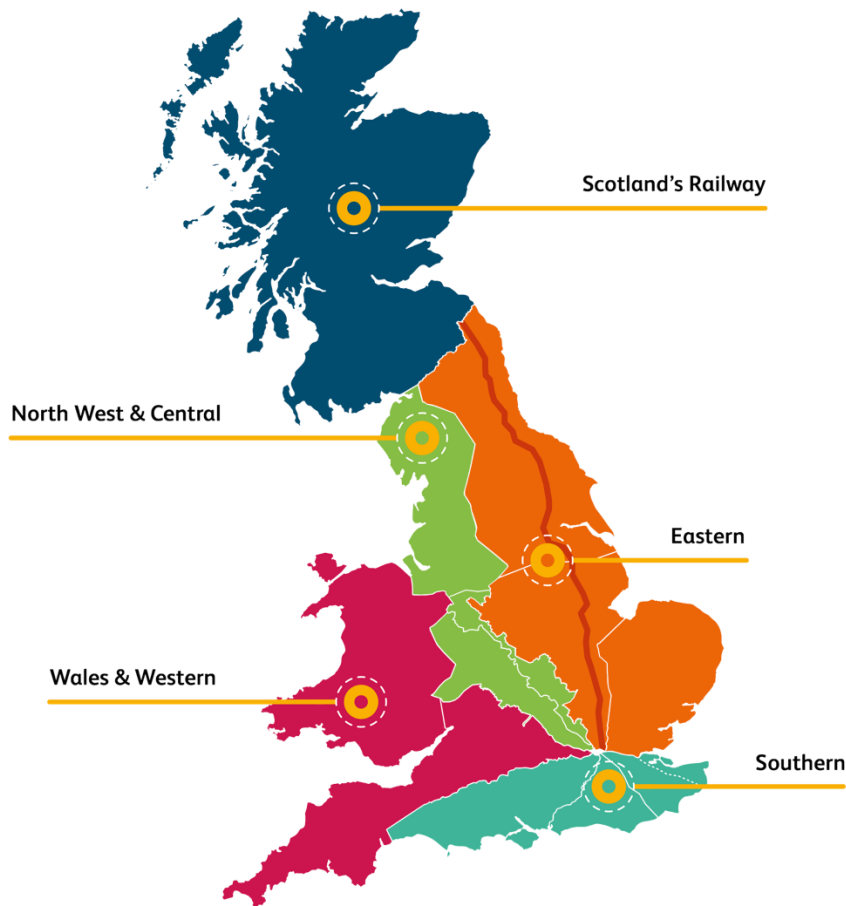 Scotland's Railway
North West & Central
Eastern
Wales & Western
Southern